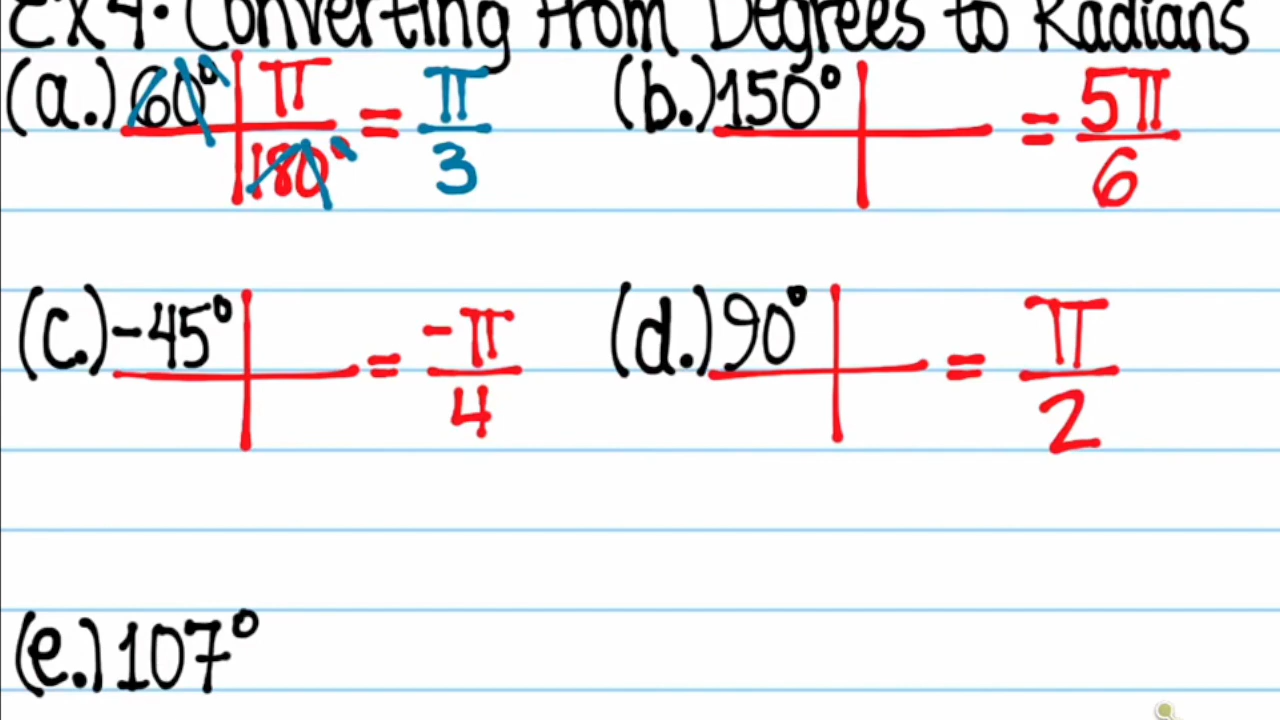 Ex 4. Converting from Degrees to Radians
(a.) 60° | π / 180° = π / 3
(b.) 150° | = 5π / 6
(c.) -45° | = -π / 4
(d.) 90° | = π / 2
(e.) 107°